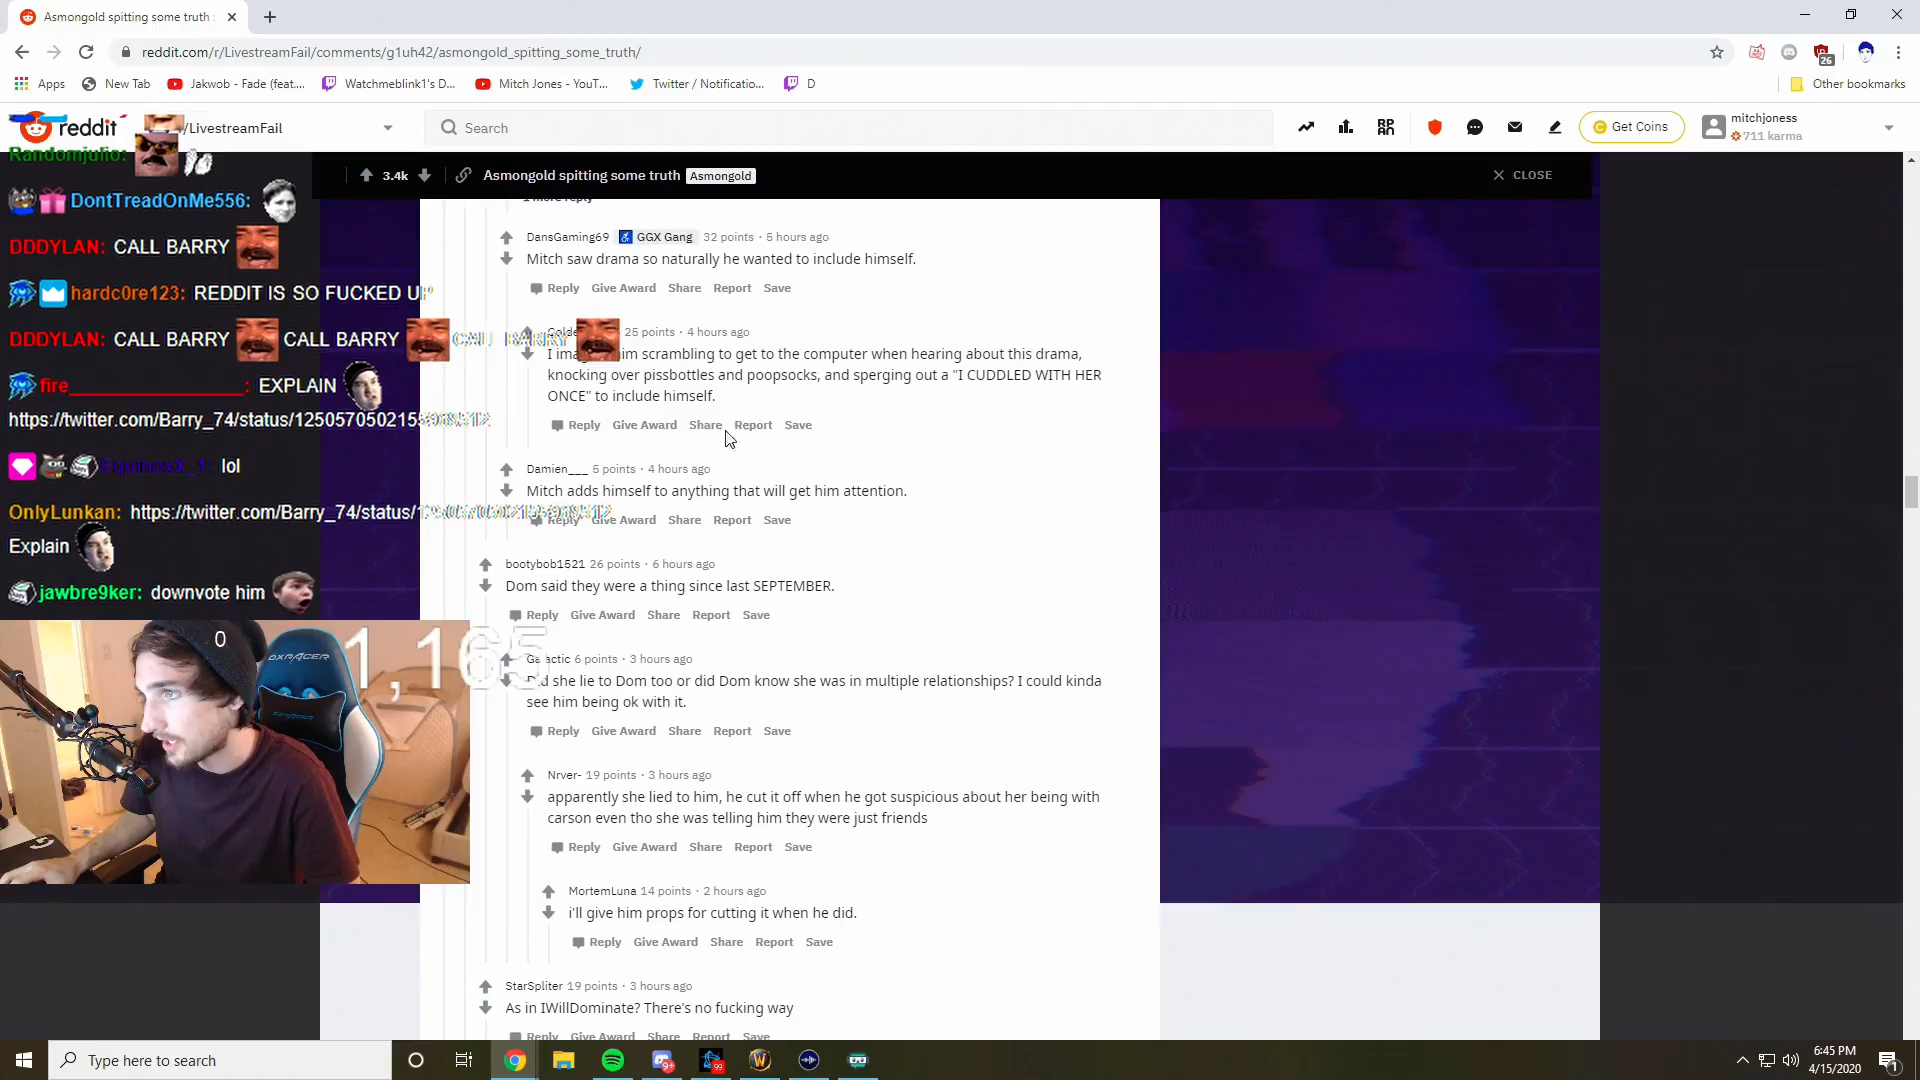 Asmongold spitting some truth :
reddit.com/r/LivestreamFail/comments/g1uh42/asmongold_spitting_some_truth/
26
Apps New Tab Jakwob - Fade (feat.... Watchmeblink1's D... Mitch Jones - YouT... Twitter / Notificatio... D Other bookmarks
reddit /LivestreamFail Search Get Coins mitchjoness
711 karma
3.4k Asmongold spitting some truth Asmongold CLOSE
Randomjulio:
DontTreadOnMe556:
DDDYLAN: CALL BARRY
hardc0re123: REDDIT IS SO FUCKED UP
DDDYLAN: CALL BARRY CALL BARRY CALL BARRY
fire____________________: EXPLAIN
https://twitter.com/Barry_74/status/1250570502155968512
EquinoxX_1: lol
OnlyLunkan: https://twitter.com/Barry_74/status/1250570502155968512
Explain
jawbre9ker: downvote him
0
1,165
DXRACER
1 more reply
DansGaming69 GGX Gang 32 points · 5 hours ago
Mitch saw drama so naturally he wanted to include himself.
Reply Give Award Share Report Save
25 points · 4 hours ago
I him scrambling to get to the computer when hearing about this drama,
knocking over pissbottles and poopsocks, and sperging out a "I CUDDLED WITH HER
ONCE" to include himself.
Reply Give Award Share Report Save
Damien___ 5 points · 4 hours ago
Mitch adds himself to anything that will get him attention.
Reply Give Award Share Report Save
bootybob1521 26 points · 6 hours ago
Dom said they were a thing since last SEPTEMBER.
Reply Give Award Share Report Save
Galactic 6 points · 3 hours ago
Did she lie to Dom too or did Dom know she was in multiple relationships? I could kinda
see him being ok with it.
Reply Give Award Share Report Save
Nrver- 19 points · 3 hours ago
apparently she lied to him, he cut it off when he got suspicious about her being with
carson even tho she was telling him they were just friends
Reply Give Award Share Report Save
MortemLuna 14 points · 2 hours ago
i'll give him props for cutting it when he did.
Reply Give Award Share Report Save
StarSpliter 19 points · 3 hours ago
As in IWillDominate? There's no fucking way
Reply Give Award Share Report Save
Type here to search
9+
99
6:45 PM
4/15/2020
1